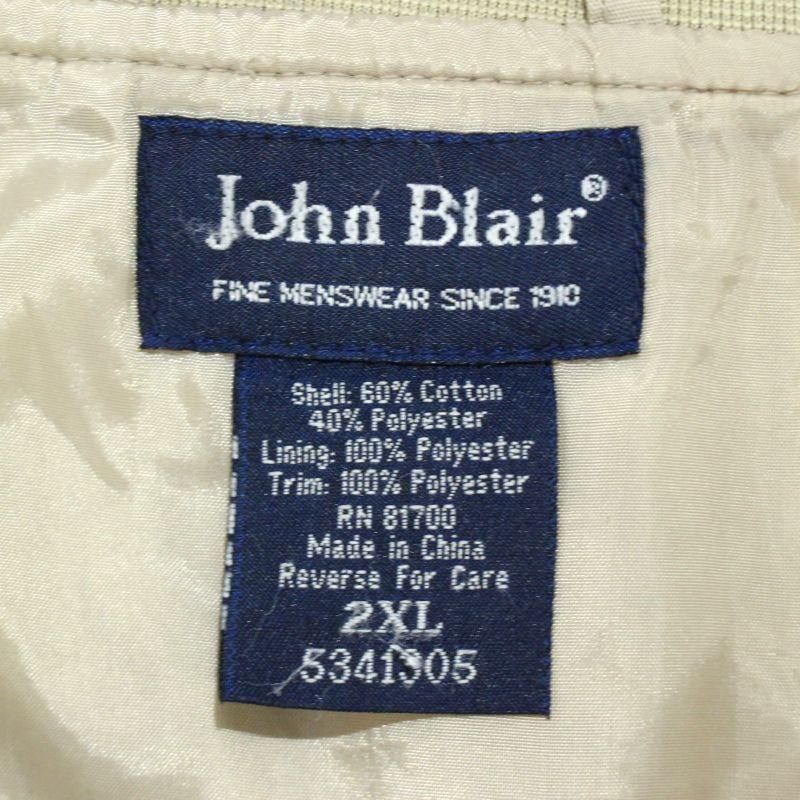 John Blair®
FINE MENSWEAR SINCE 1910
Shell: 60% Cotton
40% Polyester
Lining: 100% Polyester
Trim: 100% Polyester
RN 81700
Made in China
Reverse For Care
2XL